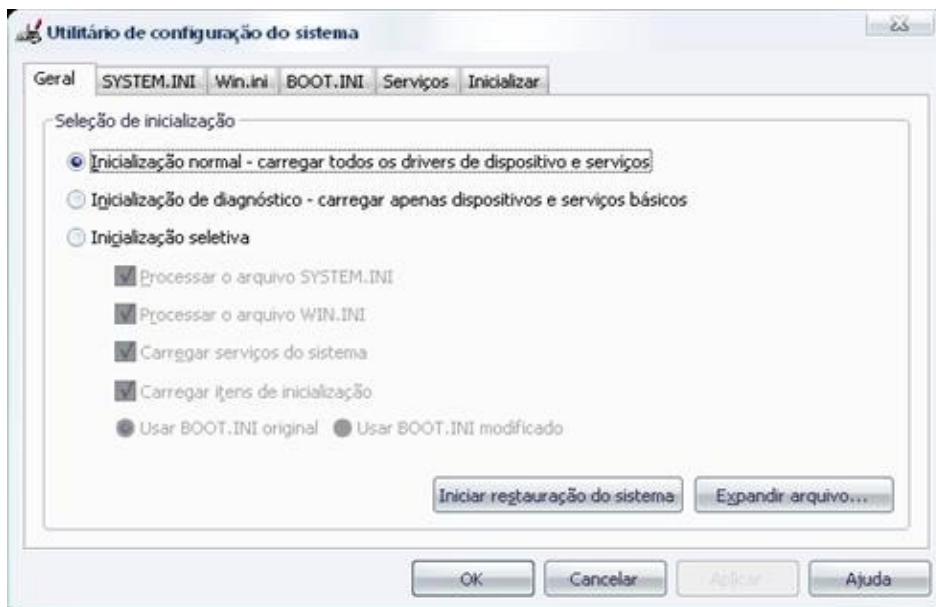 Utilitário de configuração do sistema
Geral SYSTEM.INI Win.ini BOOT.INI Serviços Inicializar
Seleção de inicialização
Inicialização normal - carregar todos os drivers de dispositivo e serviços
Inicialização de diagnóstico - carregar apenas dispositivos e serviços básicos
Inicialização seletiva
Processar o arquivo SYSTEM.INI
Processar o arquivo WIN.INI
Carregar serviços do sistema
Carregar itens de inicialização
Usar BOOT.INI original Usar BOOT.INI modificado
Iniciar restauração do sistema Expandir arquivo...
OK Cancelar Aplicar Ajuda